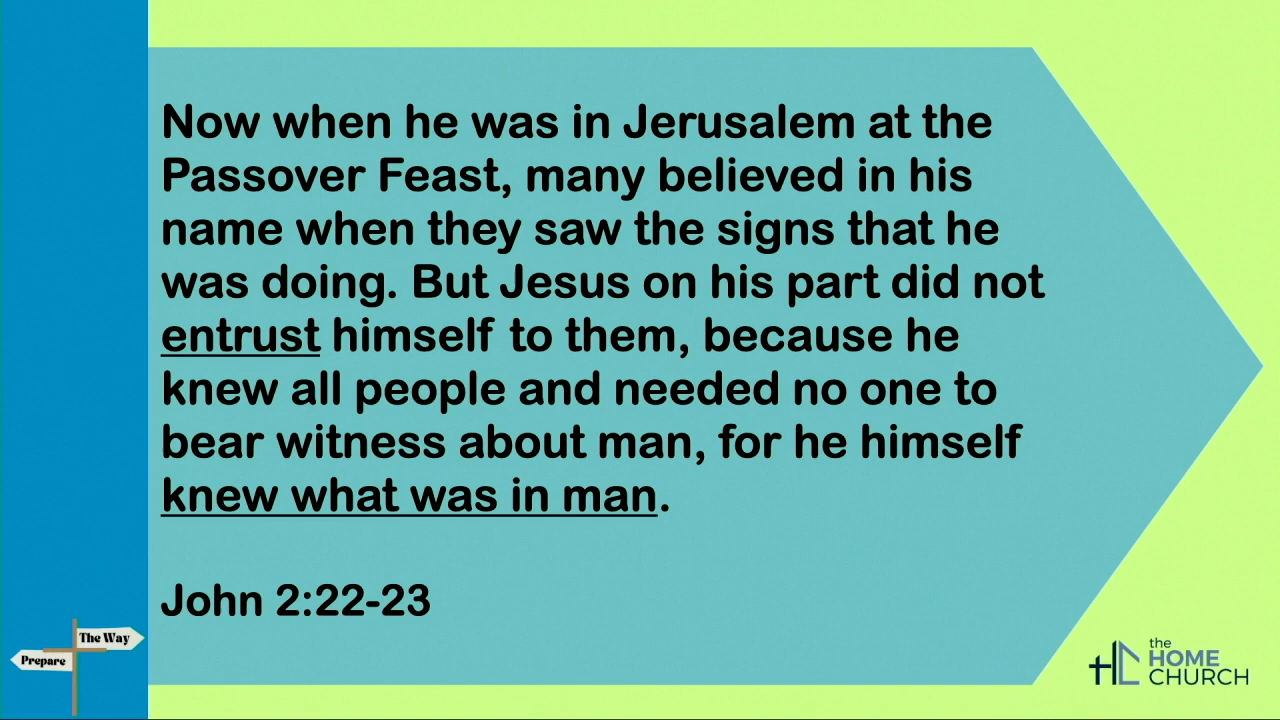 Now when he was in Jerusalem at the
Passover Feast, many believed in his
name when they saw the signs that he
was doing. But Jesus on his part did not
entrust himself to them, because he
knew all people and needed no one to
bear witness about man, for he himself
knew what was in man.
John 2:22-23
The Way
Prepare
the
HOME
CHURCH